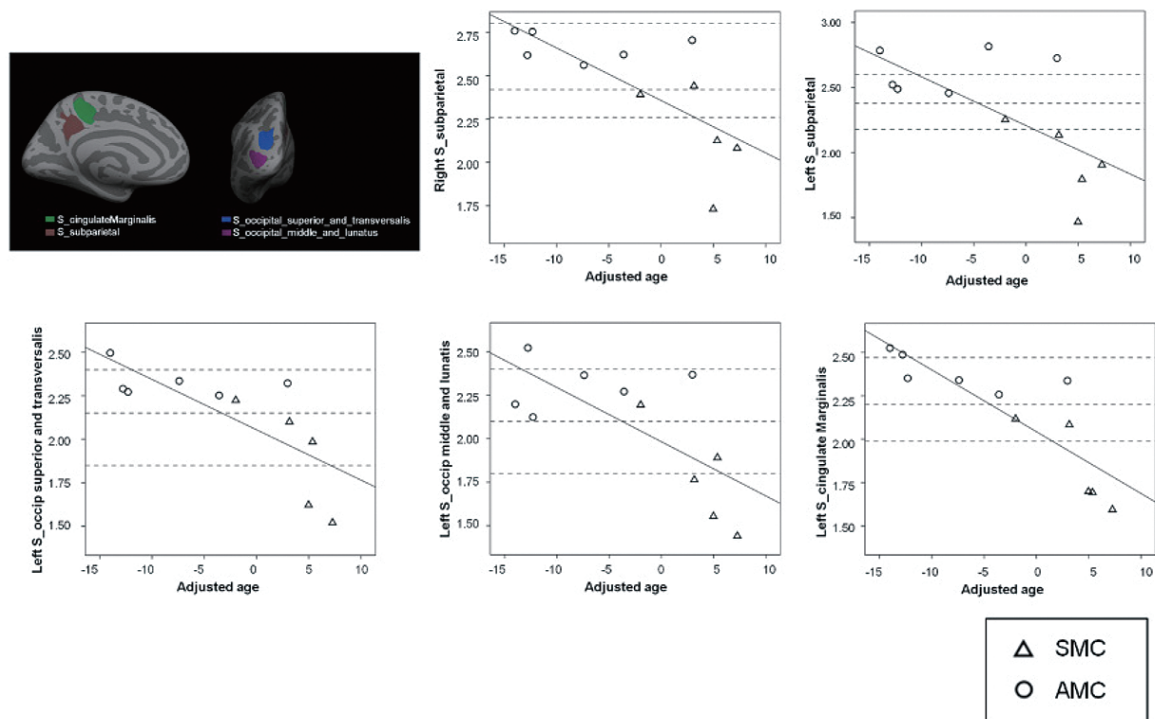 S_cingulateMarginalis
S_subparietal
S_occipital_superior_and_transversalis
S_occipital_middle_and_lunatus
Right S_subparietal
2.75
2.50
2.25
2.00
1.75
-15 -10 -5 0 5 10
Adjusted age
Left S_subparietal
3.00
2.50
2.00
1.50
-15 -10 -5 0 5 10
Adjusted age
Left S_occip superior and transversalis
2.50
2.25
2.00
1.75
1.50
-15 -10 -5 0 5 10
Adjusted age
Left S_occip middle and lunatis
2.50
2.25
2.00
1.75
1.50
-15 -10 -5 0 5 10
Adjusted age
Left S_cingulate Marginalis
2.50
2.25
2.00
1.75
1.50
-15 -10 -5 0 5 10
Adjusted age
SMC
AMC